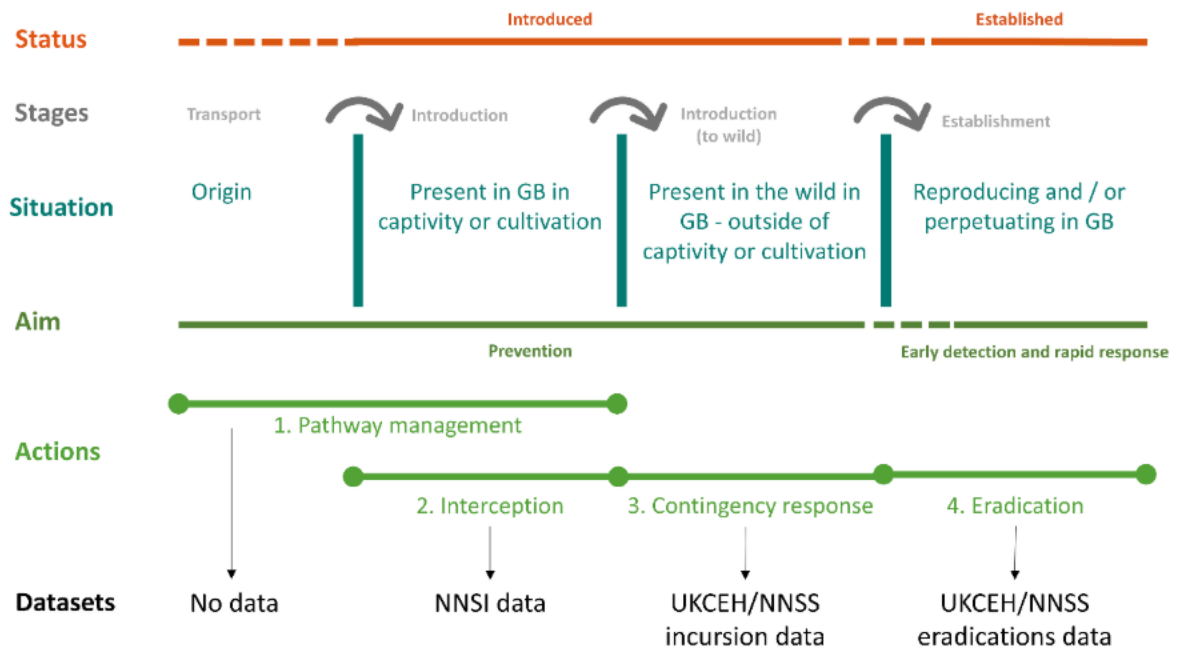 Introduced
Established
Status
Stages
Transport
Introduction
Introduction
(to wild)
Establishment
Situation
Origin
Present in GB in
captivity or cultivation
Present in the wild in
GB - outside of
captivity or cultivation
Reproducing and / or
perpetuating in GB
Aim
Prevention
Early detection and rapid response
Actions
1. Pathway management
2. Interception
3. Contingency response
4. Eradication
Datasets
No data
NNSI data
UKCEH/NNSS
incursion data
UKCEH/NNSS
eradications data